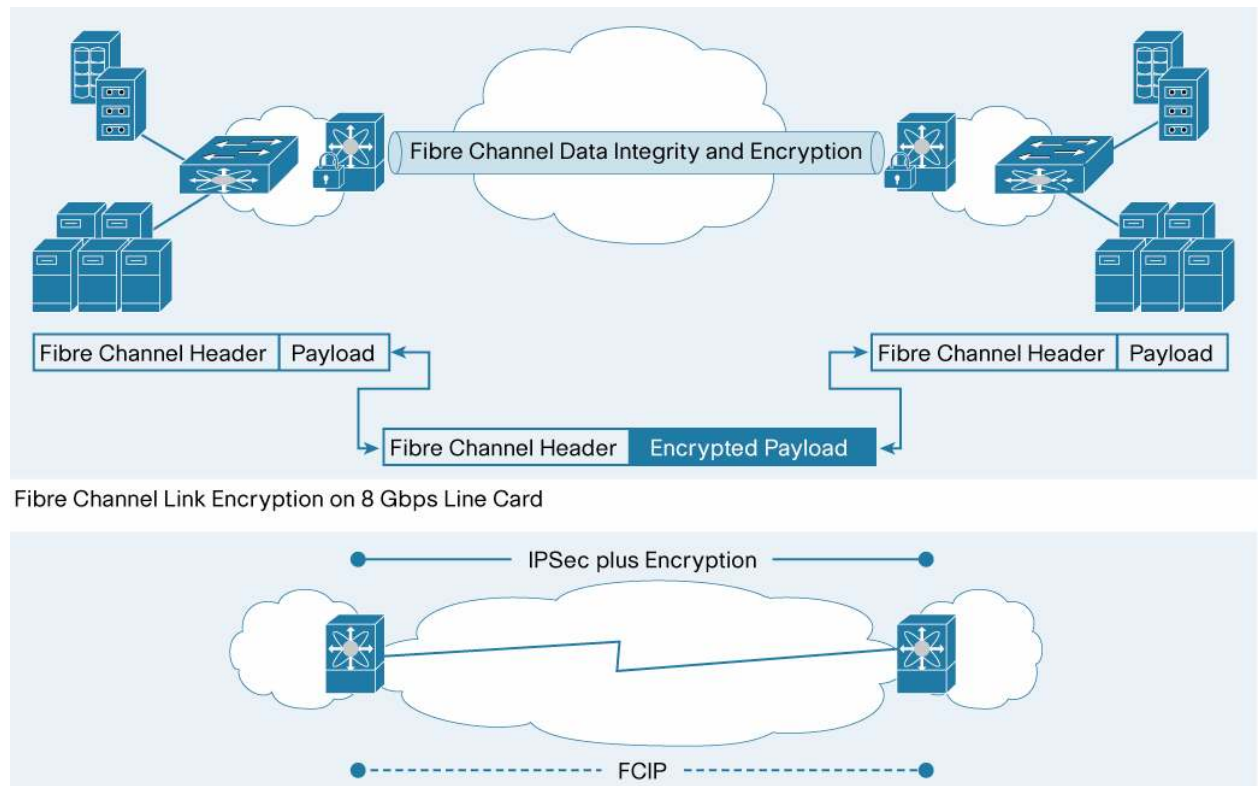 Fibre Channel Data Integrity and Encryption
Fibre Channel Header Payload
Fibre Channel Header Payload
Fibre Channel Header Encrypted Payload
Fibre Channel Link Encryption on 8 Gbps Line Card
IPSec plus Encryption
FCIP